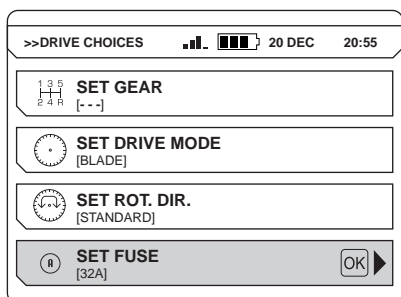 >>DRIVE CHOICES 20 DEC 20:55
1 3 5
2 4 R
SET GEAR
[- - -]
SET DRIVE MODE
[BLADE]
SET ROT. DIR.
[STANDARD]
A
SET FUSE
[32A]
OK